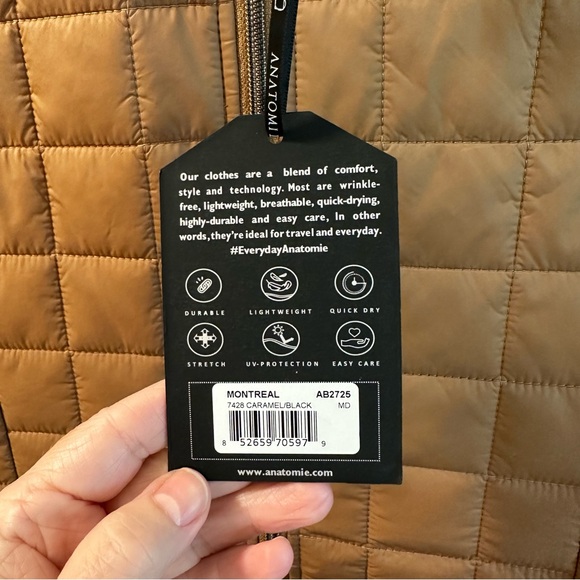 ANATOMI
Our clothes are a blend of comfort,
style and technology. Most are wrinkle-
free, lightweight, breathable, quick-drying,
highly-durable and easy care, In other
words, they're ideal for travel and everyday.
#EverydayAnatomie
DURABLE LIGHTWEIGHT QUICK DRY
STRETCH UV-PROTECTION EASY CARE
MONTREAL AB2725
7428 CARAMEL/BLACK MD
8 52659 70597 9
www.anatomie.com